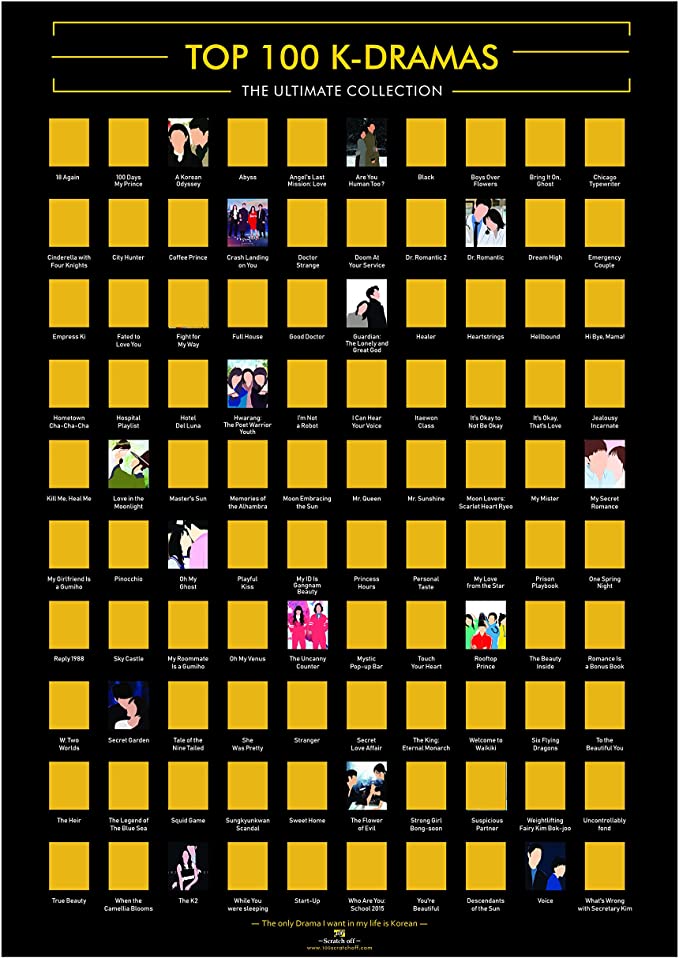 TOP 100 K-DRAMAS
THE ULTIMATE COLLECTION
18 Again
100 Days
My Prince
A Korean
Odyssey
Abyss
Angel's Last
Mission: Love
Are You
Human Too?
Black
Boys Over
Flowers
Bring It On,
Ghost
Chicago
Typewriter
Cinderella with
Four Knights
City Hunter
Coffee Prince
Crash Landing
on You
Doctor
Strange
Doom At
Your Service
Dr. Romantic 2
Dr. Romantic
Dream High
Emergency
Couple
Empress Ki
Fated to
Love You
Fight for
My Way
Full House
Good Doctor
Guardian:
The Lonely and
Great God
Healer
Heartstrings
Hellbound
Hi Bye, Mama!
Hometown
Cha-Cha-Cha
Hospital
Playlist
Hotel
Del Luna
Hwarang:
The Poet Warrior
Youth
I'm Not
a Robot
I Can Hear
Your Voice
Itaewon
Class
It's Okay to
Not Be Okay
It's Okay,
That's Love
Jealousy
Incarnate
Kill Me, Heal Me
Love in the
Moonlight
Master's Sun
Memories of
the Alhambra
Moon Embracing
the Sun
Mr. Queen
Mr. Sunshine
Moon Lovers:
Scarlet Heart Ryeo
My Mister
My Secret
Romance
My Girlfriend Is
a Gumiho
Pinocchio
Oh My
Ghost
Playful
Kiss
My ID Is
Gangnam
Beauty
Princess
Hours
Personal
Taste
My Love
from the Star
Prison
Playbook
One Spring
Night
Reply 1988
Sky Castle
My Roommate
Is a Gumiho
Oh My Venus
The Uncanny
Counter
Mystic
Pop-up Bar
Touch
Your Heart
Rooftop
Prince
The Beauty
Inside
Romance Is
a Bonus Book
W: Two
Worlds
Secret Garden
Tale of the
Nine Tailed
She
Was Pretty
Stranger
Secret
Love Affair
The King:
Eternal Monarch
Welcome to
Waikiki
Six Flying
Dragons
To the
Beautiful You
The Heir
The Legend of
The Blue Sea
Squid Game
Sungkyunkwan
Scandal
Sweet Home
The Flower
of Evil
Strong Girl
Bong-soon
Suspicious
Partner
Weightlifting
Fairy Kim Bok-joo
Uncontrollably
fond
True Beauty
When the
Camellia Blooms
The K2
While You
were sleeping
Start-Up
Who Are You:
School 2015
You're
Beautiful
Descendants
of the Sun
Voice
What's Wrong
with Secretary Kim
— The only Drama I want in my life is Korean —
Scratch off
www.100scratchoff.com